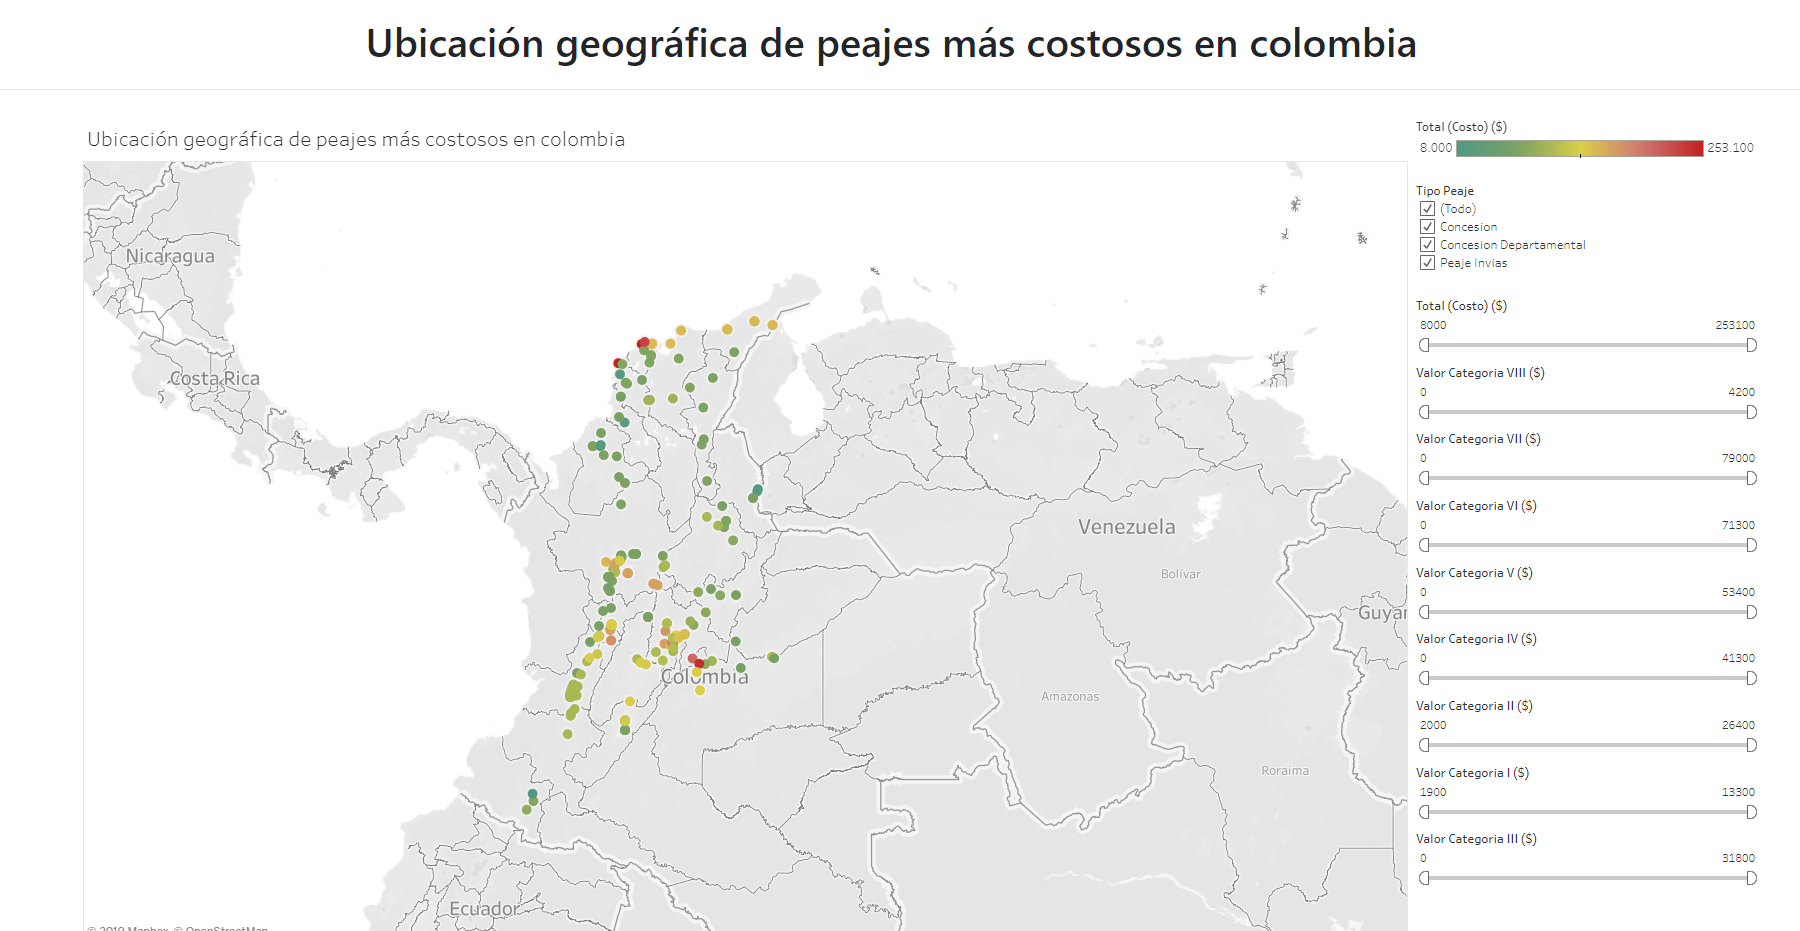 Ubicación geográfica de peajes más costosos en colombia
Ubicación geográfica de peajes más costosos en colombia
Nicaragua
Costa Rica
Venezuela
Bolívar
Guyan
Colombia
Amazonas
Roraima
Ecuador
© 2019 Mapbox © OpenStreetMap
Total (Costo) ($)
8.000 253.100
Tipo Peaje
(Todo)
Concesion
Concesion Departamental
Peaje Invias
Total (Costo) ($)
8000 253100
Valor Categoria VIII ($)
0 4200
Valor Categoria VII ($)
0 79000
Valor Categoria VI ($)
0 71300
Valor Categoria V ($)
0 53400
Valor Categoria IV ($)
0 41300
Valor Categoria II ($)
2000 26400
Valor Categoria I ($)
1900 13300
Valor Categoria III ($)
0 31800